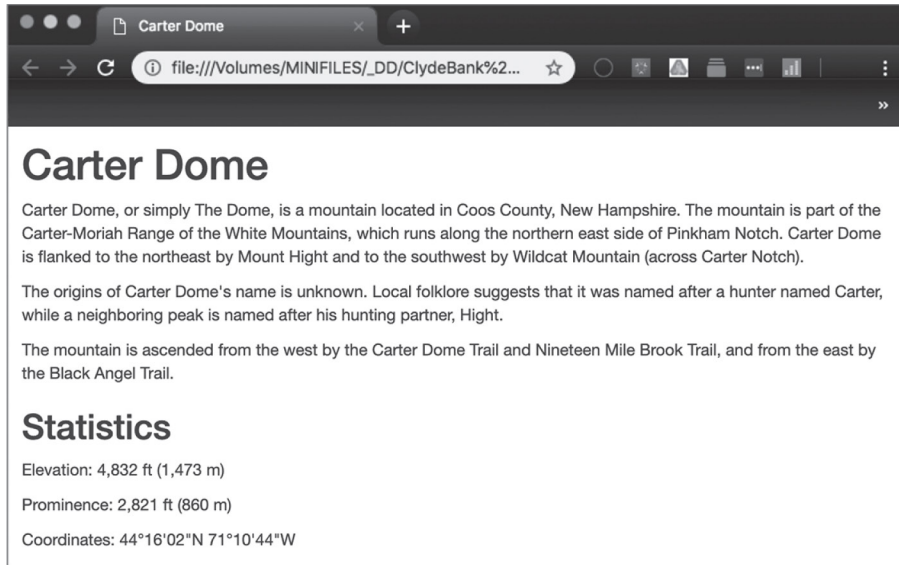 Carter Dome
file:///Volumes/MINIFILES/_DD/ClydeBank%2...
Carter Dome
Carter Dome, or simply The Dome, is a mountain located in Coos County, New Hampshire. The mountain is part of the
Carter-Moriah Range of the White Mountains, which runs along the northern east side of Pinkham Notch. Carter Dome
is flanked to the northeast by Mount Hight and to the southwest by Wildcat Mountain (across Carter Notch).
The origins of Carter Dome's name is unknown. Local folklore suggests that it was named after a hunter named Carter,
while a neighboring peak is named after his hunting partner, Hight.
The mountain is ascended from the west by the Carter Dome Trail and Nineteen Mile Brook Trail, and from the east by
the Black Angel Trail.
Statistics
Elevation: 4,832 ft (1,473 m)
Prominence: 2,821 ft (860 m)
Coordinates: 44°16'02"N 71°10'44"W